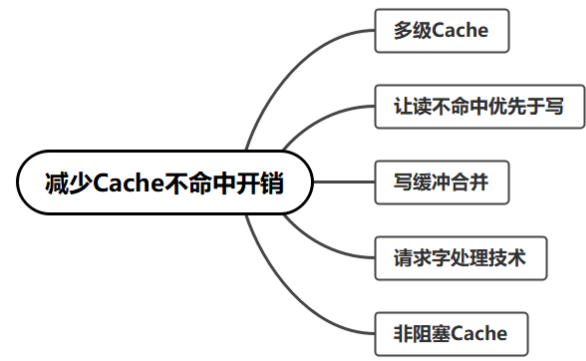 多级Cache
让读不命中优先于写
减少Cache不命中开销
写缓冲合并
请求字处理技术
非阻塞Cache